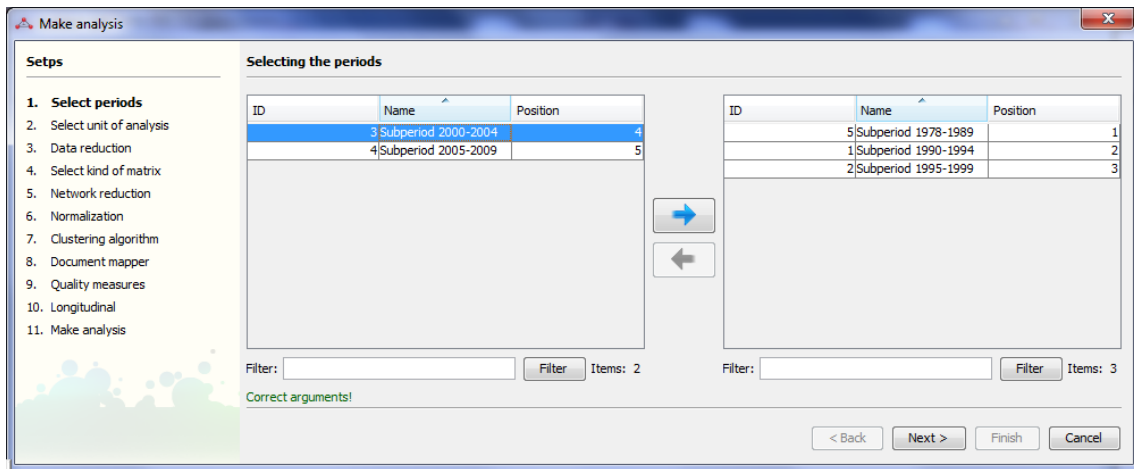 Make analysis
Setps
1. Select periods
2. Select unit of analysis
3. Data reduction
4. Select kind of matrix
5. Network reduction
6. Normalization
7. Clustering algorithm
8. Document mapper
9. Quality measures
10. Longitudinal
11. Make analysis
Selecting the periods
ID Name Position
3 Subperiod 2000-2004 4
4 Subperiod 2005-2009 5
Filter: Filter Items: 2
ID Name Position
5 Subperiod 1978-1989 1
1 Subperiod 1990-1994 2
2 Subperiod 1995-1999 3
Filter: Filter Items: 3
Correct arguments!
< Back Next > Finish Cancel